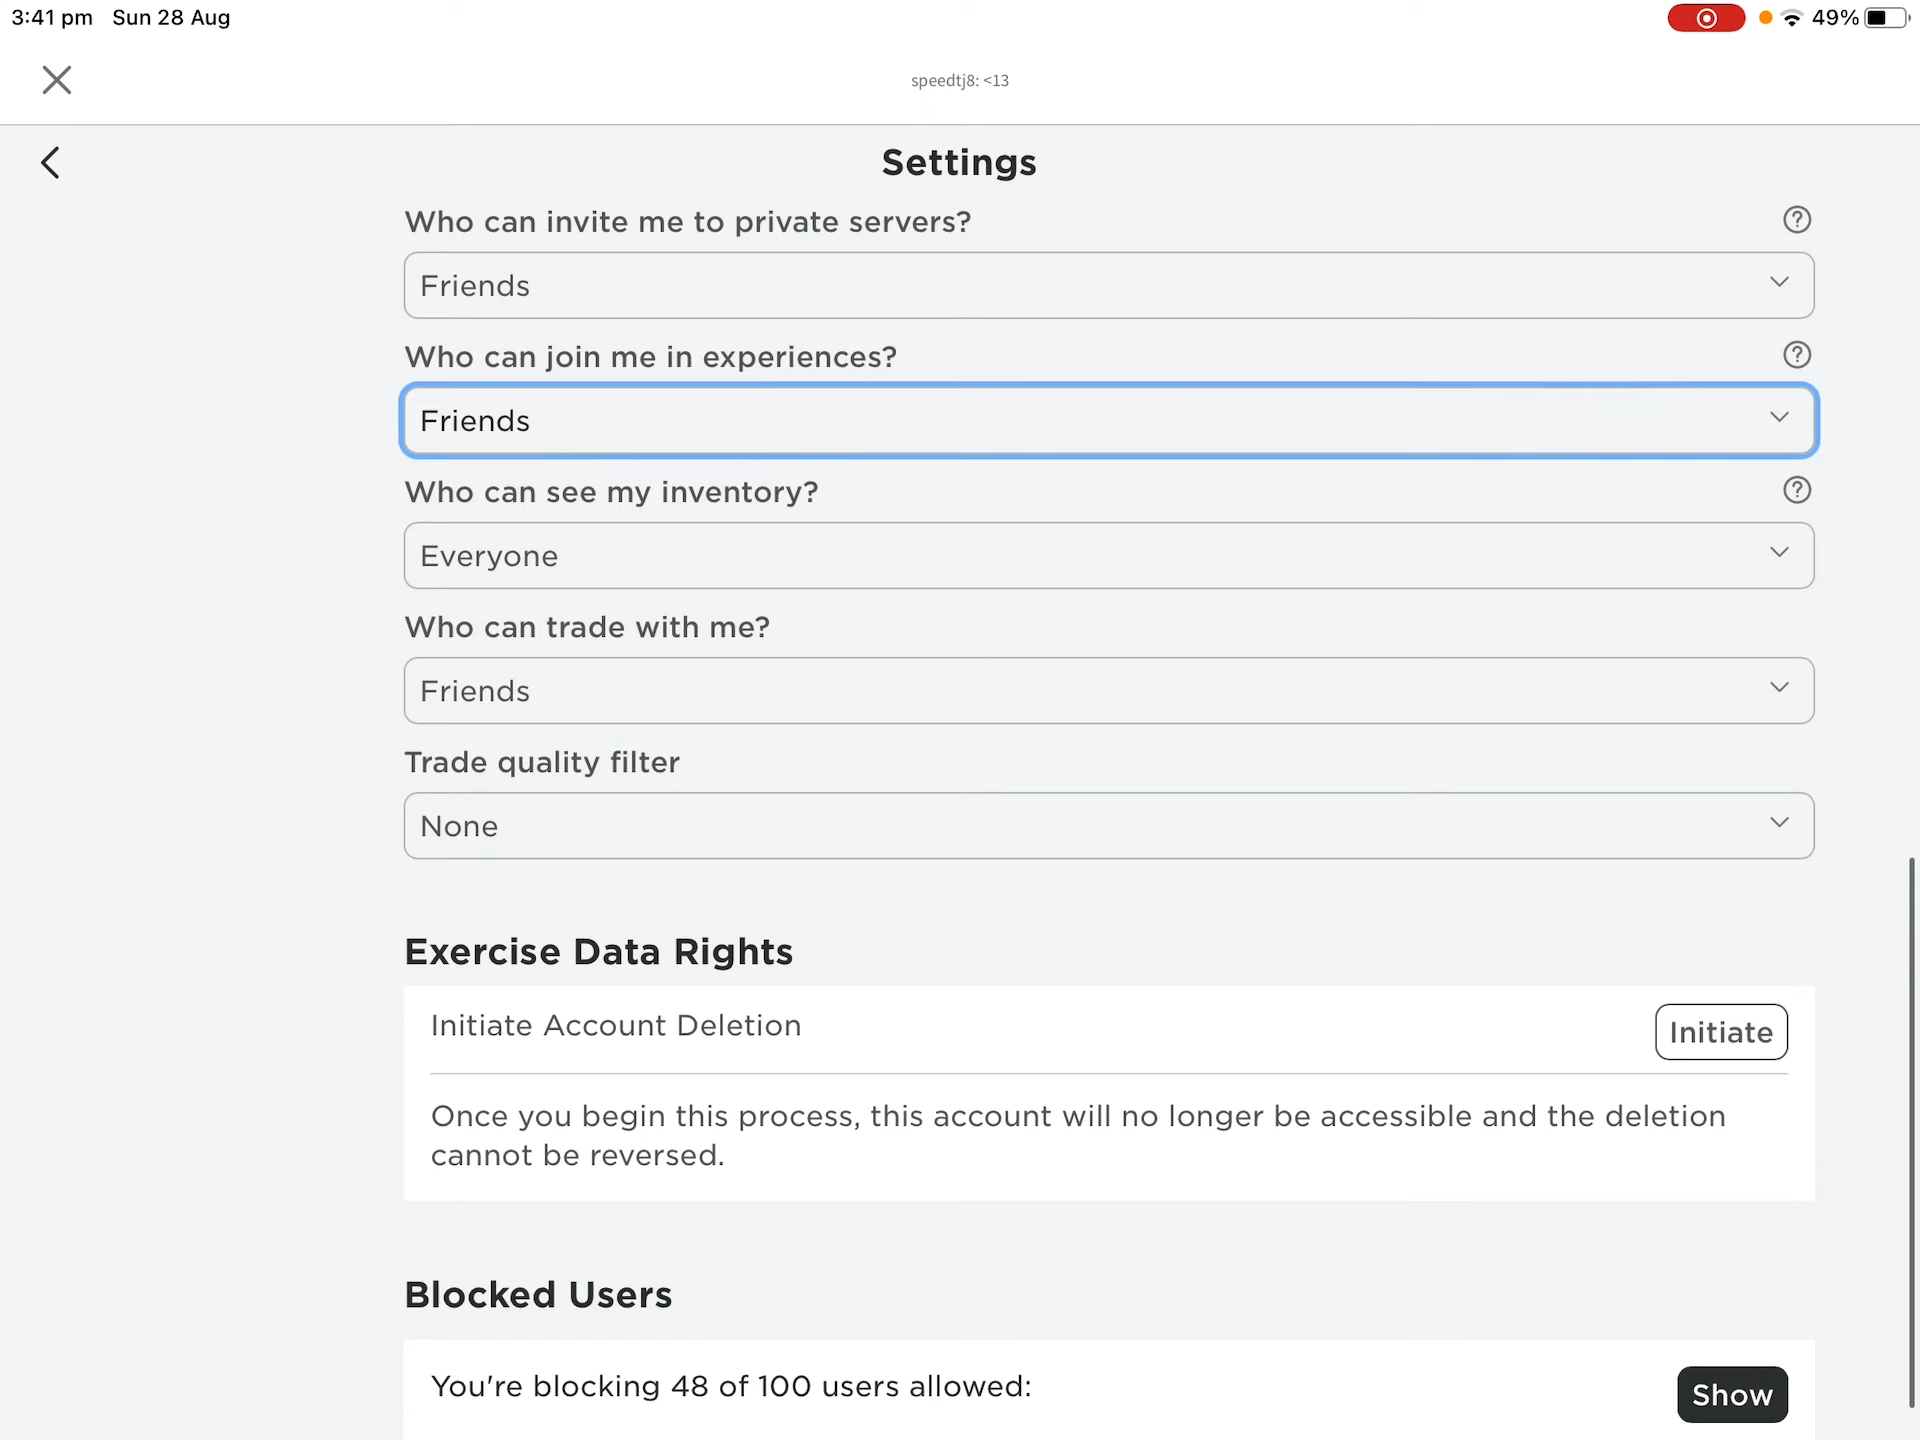 3:41 pm Sun 28 Aug
49%
speedtj8: <13
Settings
Who can invite me to private servers?
Friends
Who can join me in experiences?
Friends
Who can see my inventory?
Everyone
Who can trade with me?
Friends
Trade quality filter
None
Exercise Data Rights
Initiate Account Deletion
Initiate
Once you begin this process, this account will no longer be accessible and the deletion
cannot be reversed.
Blocked Users
You're blocking 48 of 100 users allowed:
Show